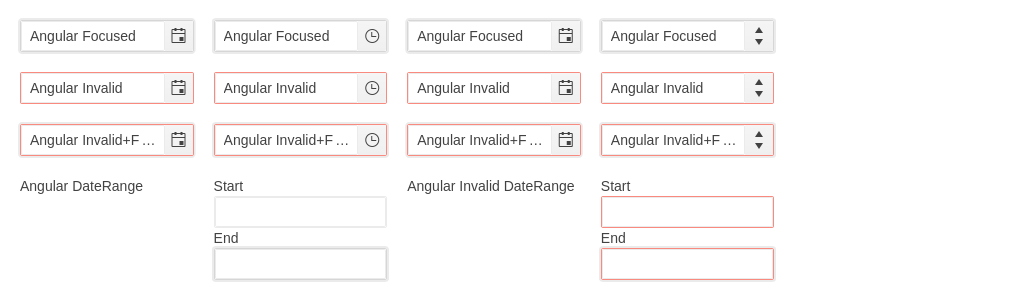 Angular Focused Angular Focused Angular Focused Angular Focused
Angular Invalid Angular Invalid Angular Invalid Angular Invalid
Angular Invalid+F ... Angular Invalid+F ... Angular Invalid+F ... Angular Invalid+F ...
Angular DateRange Start Angular Invalid DateRange Start
End End